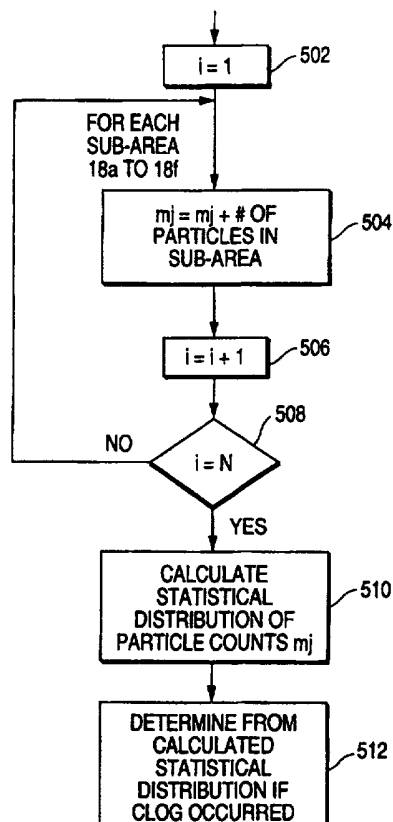 i = 1
502
FOR EACH
SUB-AREA
18a TO 18f
mj = mj + # OF
PARTICLES IN
SUB-AREA
504
i = i + 1
506
508
i = N
NO
YES
CALCULATE
STATISTICAL
DISTRIBUTION OF
PARTICLE COUNTS mj
510
DETERMINE FROM
CALCULATED
STATISTICAL
DISTRIBUTION IF
CLOG OCCURRED
512